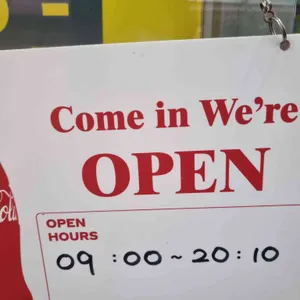 Come in We're
OPEN
OPEN
HOURS
09 : 00 ~ 20 : 10